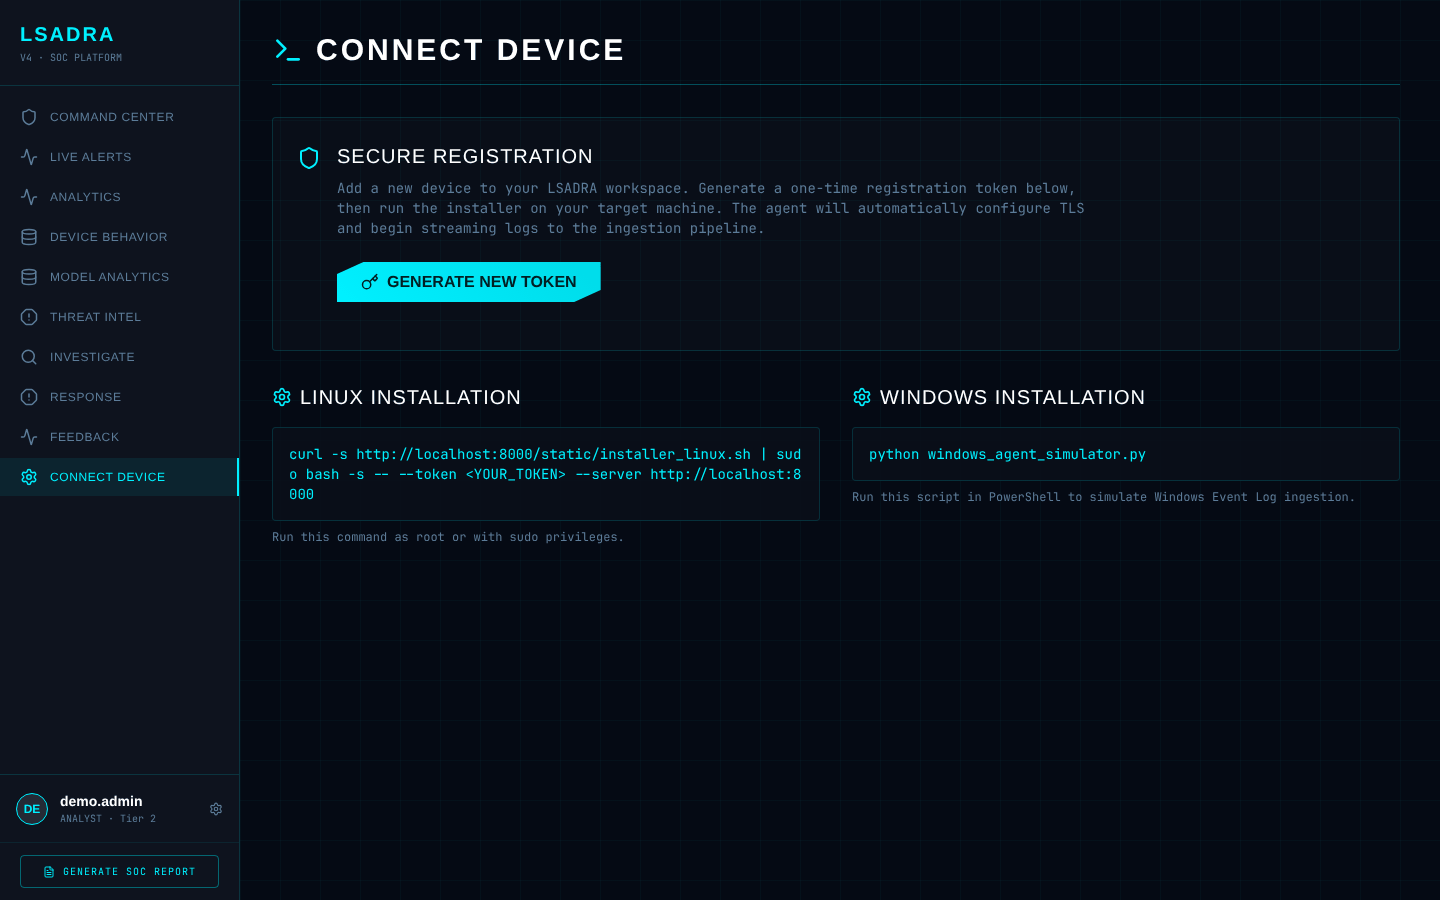 LSADRA
V4 · SOC PLATFORM
COMMAND CENTER
LIVE ALERTS
ANALYTICS
DEVICE BEHAVIOR
MODEL ANALYTICS
THREAT INTEL
INVESTIGATE
RESPONSE
FEEDBACK
CONNECT DEVICE
DE
demo.admin
ANALYST · Tier 2
GENERATE SOC REPORT
CONNECT DEVICE
SECURE REGISTRATION
Add a new device to your LSADRA workspace. Generate a one-time registration token below,
then run the installer on your target machine. The agent will automatically configure TLS
and begin streaming logs to the ingestion pipeline.
GENERATE NEW TOKEN
LINUX INSTALLATION
curl -s http://localhost:8000/static/installer_linux.sh | sud
o bash -s -- --token <YOUR_TOKEN> --server http://localhost:8
000
Run this command as root or with sudo privileges.
WINDOWS INSTALLATION
python windows_agent_simulator.py
Run this script in PowerShell to simulate Windows Event Log ingestion.